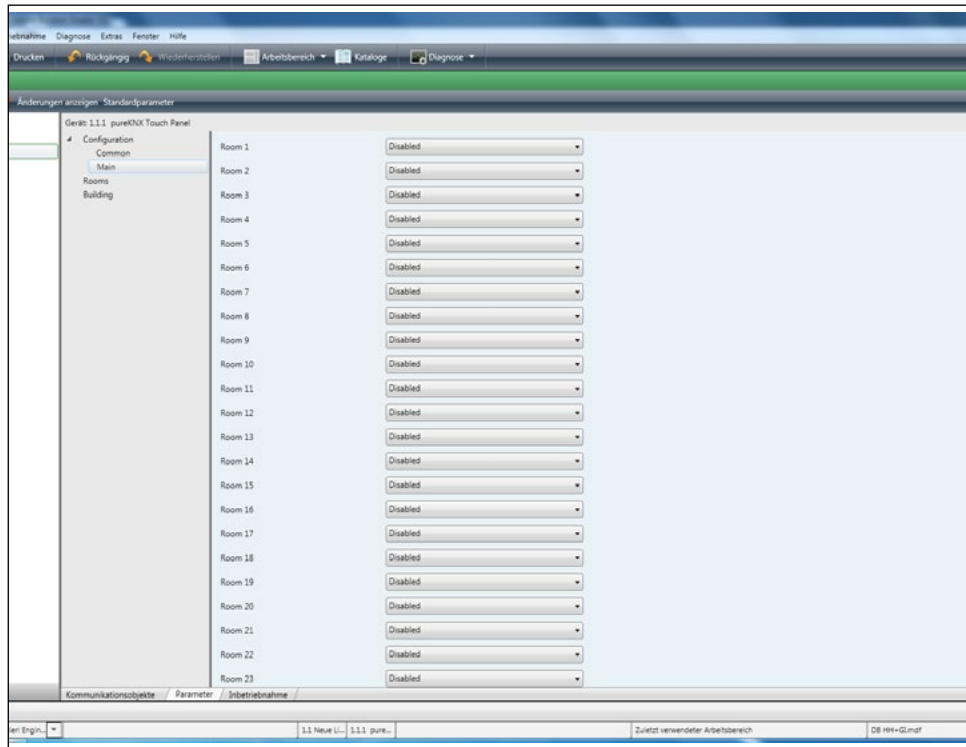 Diagnose Extras Fenster Hilfe
Drucken Rückgängig Wiederherstellen Arbeitsbereich Kataloge Diagnose
Änderungen anzeigen Standardparameter
Gerät: 1.1.1 pureKNX Touch Panel
Configuration
Common
Main
Rooms
Building
Room 1 Disabled
Room 2 Disabled
Room 3 Disabled
Room 4 Disabled
Room 5 Disabled
Room 6 Disabled
Room 7 Disabled
Room 8 Disabled
Room 9 Disabled
Room 10 Disabled
Room 11 Disabled
Room 12 Disabled
Room 13 Disabled
Room 14 Disabled
Room 15 Disabled
Room 16 Disabled
Room 17 Disabled
Room 18 Disabled
Room 19 Disabled
Room 20 Disabled
Room 21 Disabled
Room 22 Disabled
Room 23 Disabled
Kommunikationsobjekte Parameter Inbetriebnahme
1.1 Neue Li... 1.1.1 pure... Zuletzt verwendeter Arbeitsbereich DB HH+GI.mdf